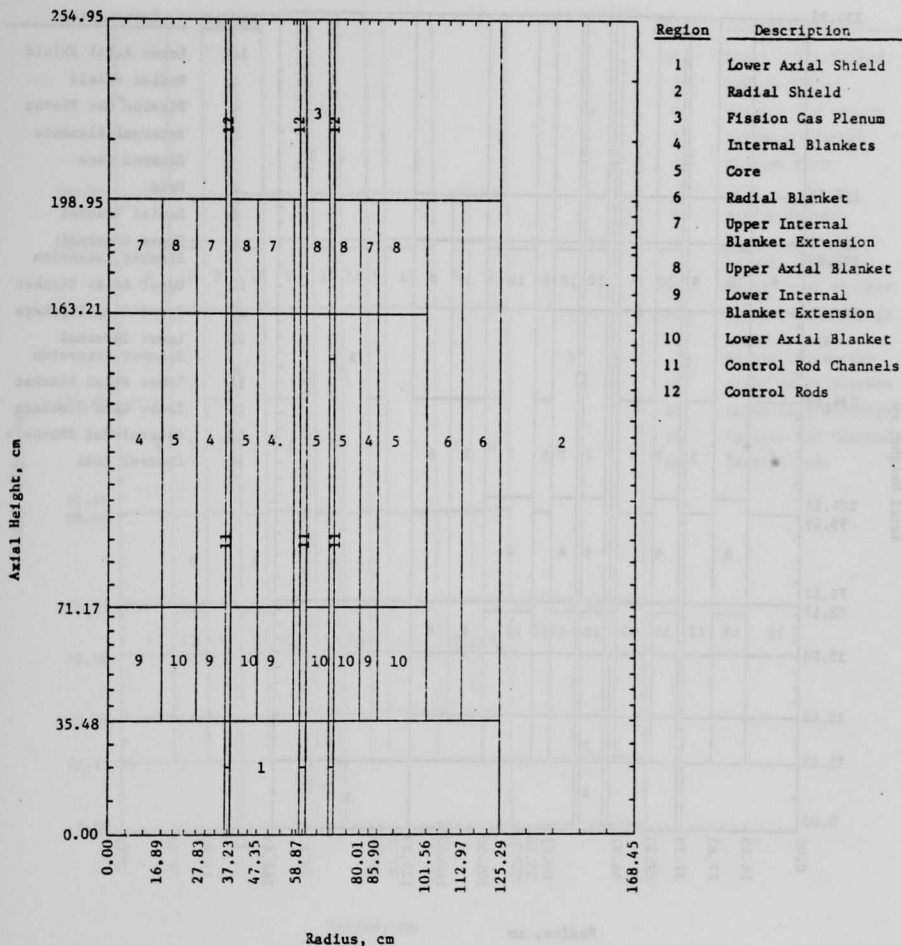 254.95
198.95
163.21
71.17
35.48
0.00
Axial Height, cm
12 12 3 12
7 8 7 8 7 8 8 7 8
4 5 4 5 4 5 5 4 5 6 6 2
11 11 11
9 10 9 10 9 10 10 9 10
1
0.00 16.89 27.83 37.23 47.15 58.87 80.01 85.90 101.56 112.97 125.29 168.45
Radius, cm
Region Description
1 Lower Axial Shield
2 Radial Shield
3 Fission Gas Plenum
4 Internal Blankets
5 Core
6 Radial Blanket
7 Upper Internal
Blanket Extension
8 Upper Axial Blanket
9 Lower Internal
Blanket Extension
10 Lower Axial Blanket
11 Control Rod Channels
12 Control Rods